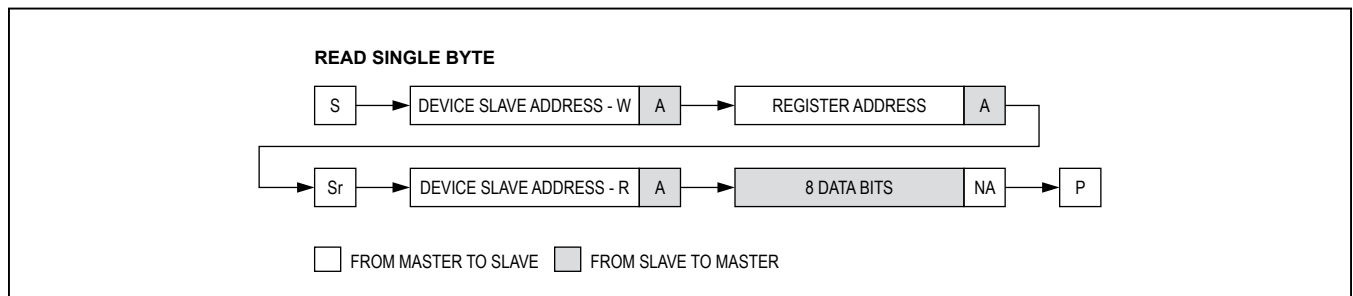 READ SINGLE BYTE
S DEVICE SLAVE ADDRESS - W A REGISTER ADDRESS A
Sr DEVICE SLAVE ADDRESS - R A 8 DATA BITS NA P
FROM MASTER TO SLAVE FROM SLAVE TO MASTER